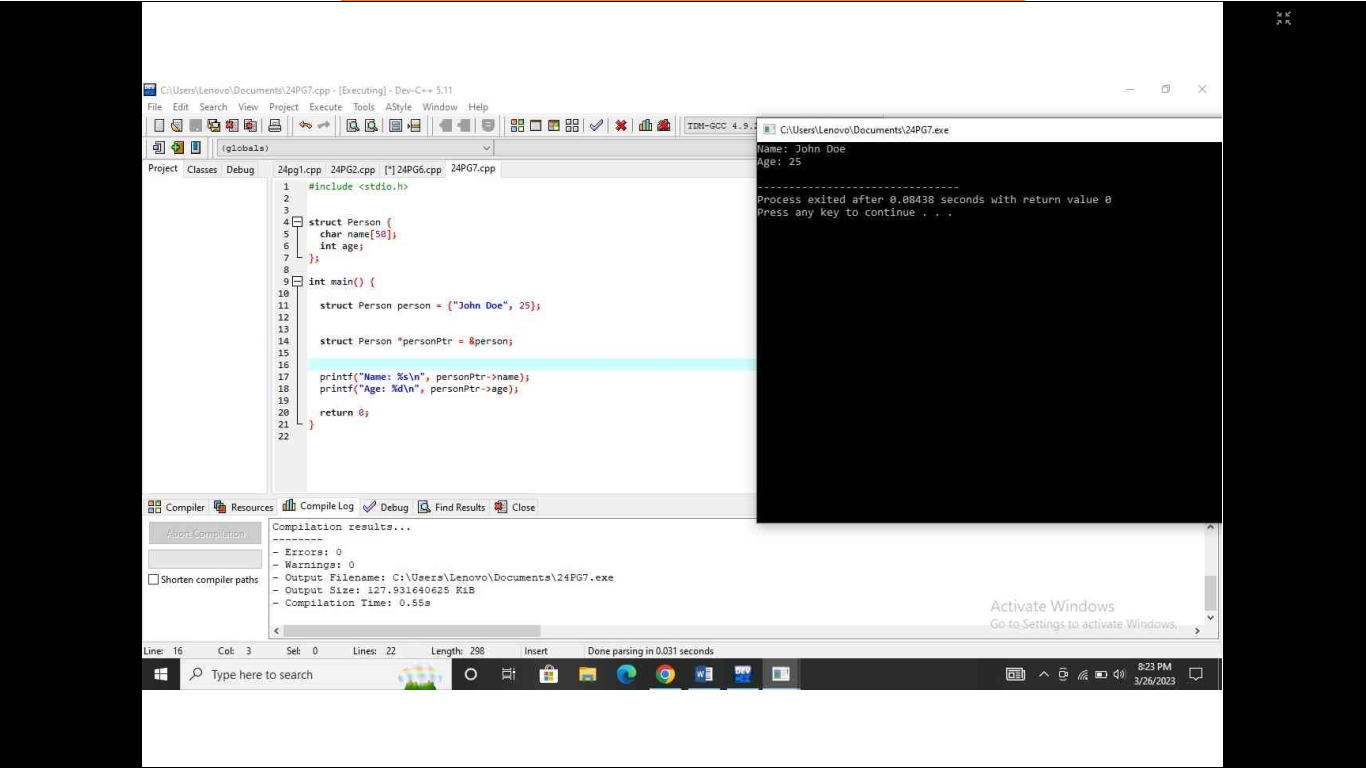 C:\Users\Lenovo\Documents\24PG7.cpp - [Executing] - Dev-C++ 5.11
File Edit Search View Project Execute Tools AStyle Window Help
TDM-GCC 4.9.
(globals)
Project Classes Debug
24pg1.cpp 24PG2.cpp [*] 24PG6.cpp 24PG7.cpp
1 #include <stdio.h>
2
3
4 struct Person {
5 char name[50];
6 int age;
7 };
8
9 int main() {
10
11 struct Person person = {"John Doe", 25};
12
13
14 struct Person *personPtr = &person;
15
16
17 printf("Name: %s\n", personPtr->name);
18 printf("Age: %d\n", personPtr->age);
19
20 return 0;
21 }
22
C:\Users\Lenovo\Documents\24PG7.exe
Name: John Doe
Age: 25
--------------------------------
Process exited after 0.08438 seconds with return value 0
Press any key to continue . . .
Compiler Resources Compile Log Debug Find Results Close
Abort Compilation
Shorten compiler paths
Compilation results...
--------
- Errors: 0
- Warnings: 0
- Output Filename: C:\Users\Lenovo\Documents\24PG7.exe
- Output Size: 127.931640625 KiB
- Compilation Time: 0.55s
Activate Windows
Go to Settings to activate Windows.
Line: 16 Col: 3 Sel: 0 Lines: 22 Length: 298 Insert Done parsing in 0.031 seconds
Type here to search
DEV
8:23 PM
3/26/2023